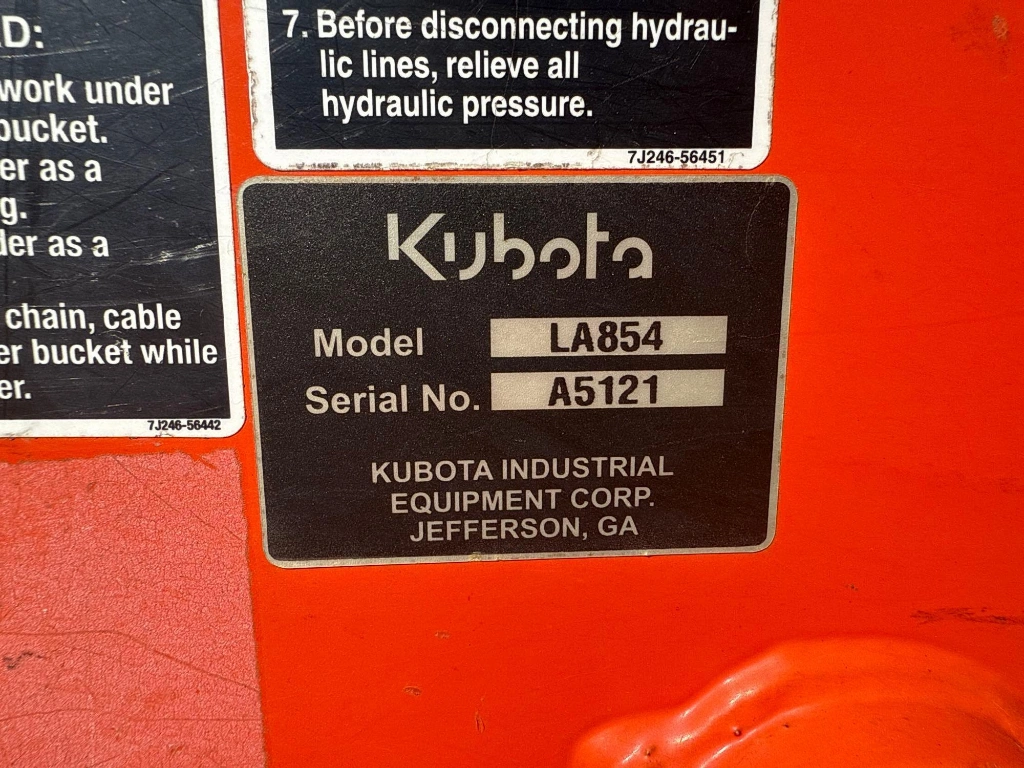 D:
work under
bucket.
er as a
g.
der as a
chain, cable
er bucket while
er.
7J246-56442
7. Before disconnecting hydrau-
lic lines, relieve all
hydraulic pressure.
7J246-56451
Kubota
Model LA854
Serial No. A5121
KUBOTA INDUSTRIAL
EQUIPMENT CORP.
JEFFERSON, GA